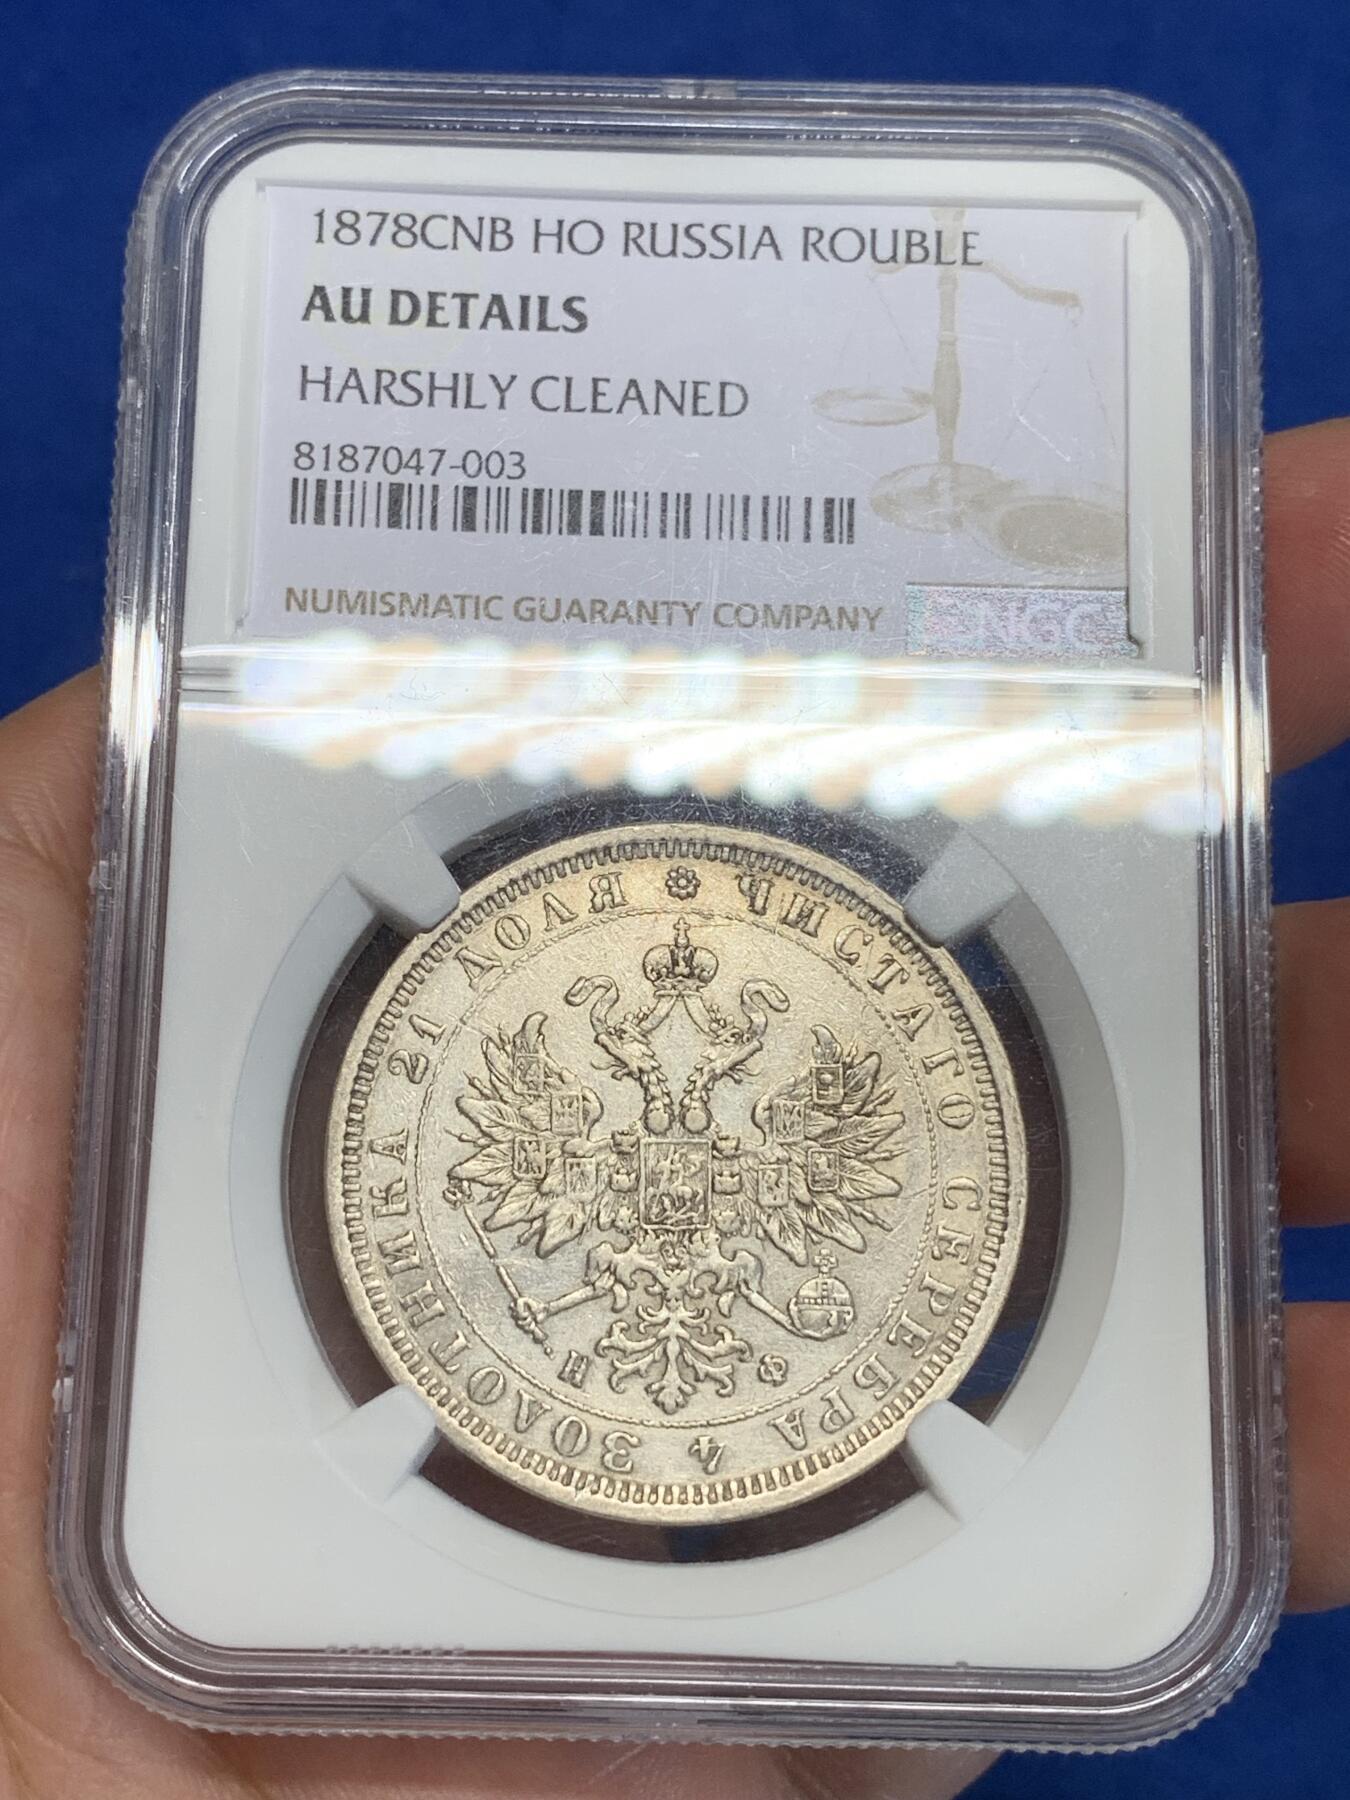 1878CNB HO RUSSIA ROUBLE
AU DETAILS
HARSHLY CLEANED
8187047-003
NUMISMATIC GUARANTY COMPANY
NGC
ЧИСТАГО СЕРЕБРА 4 ЗОЛОТНИКА 21 ДОЛЯ
Н Ф